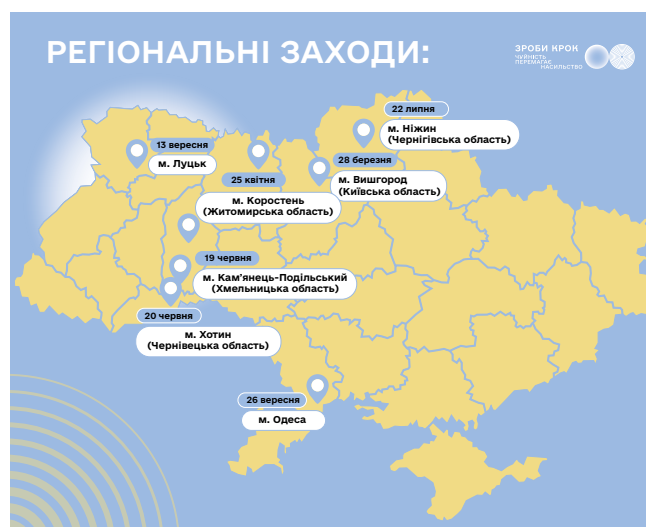 РЕГІОНАЛЬНІ ЗАХОДИ:
ЗРОБИ КРОК
ЧУЙНІСТЬ
ПЕРЕМАГАЄ
НАСИЛЬСТВО
22 липня
м. Ніжин
(Чернігівська область)
13 вересня
м. Луцьк
28 березня
м. Вишгород
(Київська область)
25 квітня
м. Коростень
(Житомирська область)
19 червня
м. Кам'янець-Подільський
(Хмельницька область)
20 червня
м. Хотин
(Чернівецька область)
26 вересня
м. Одеса